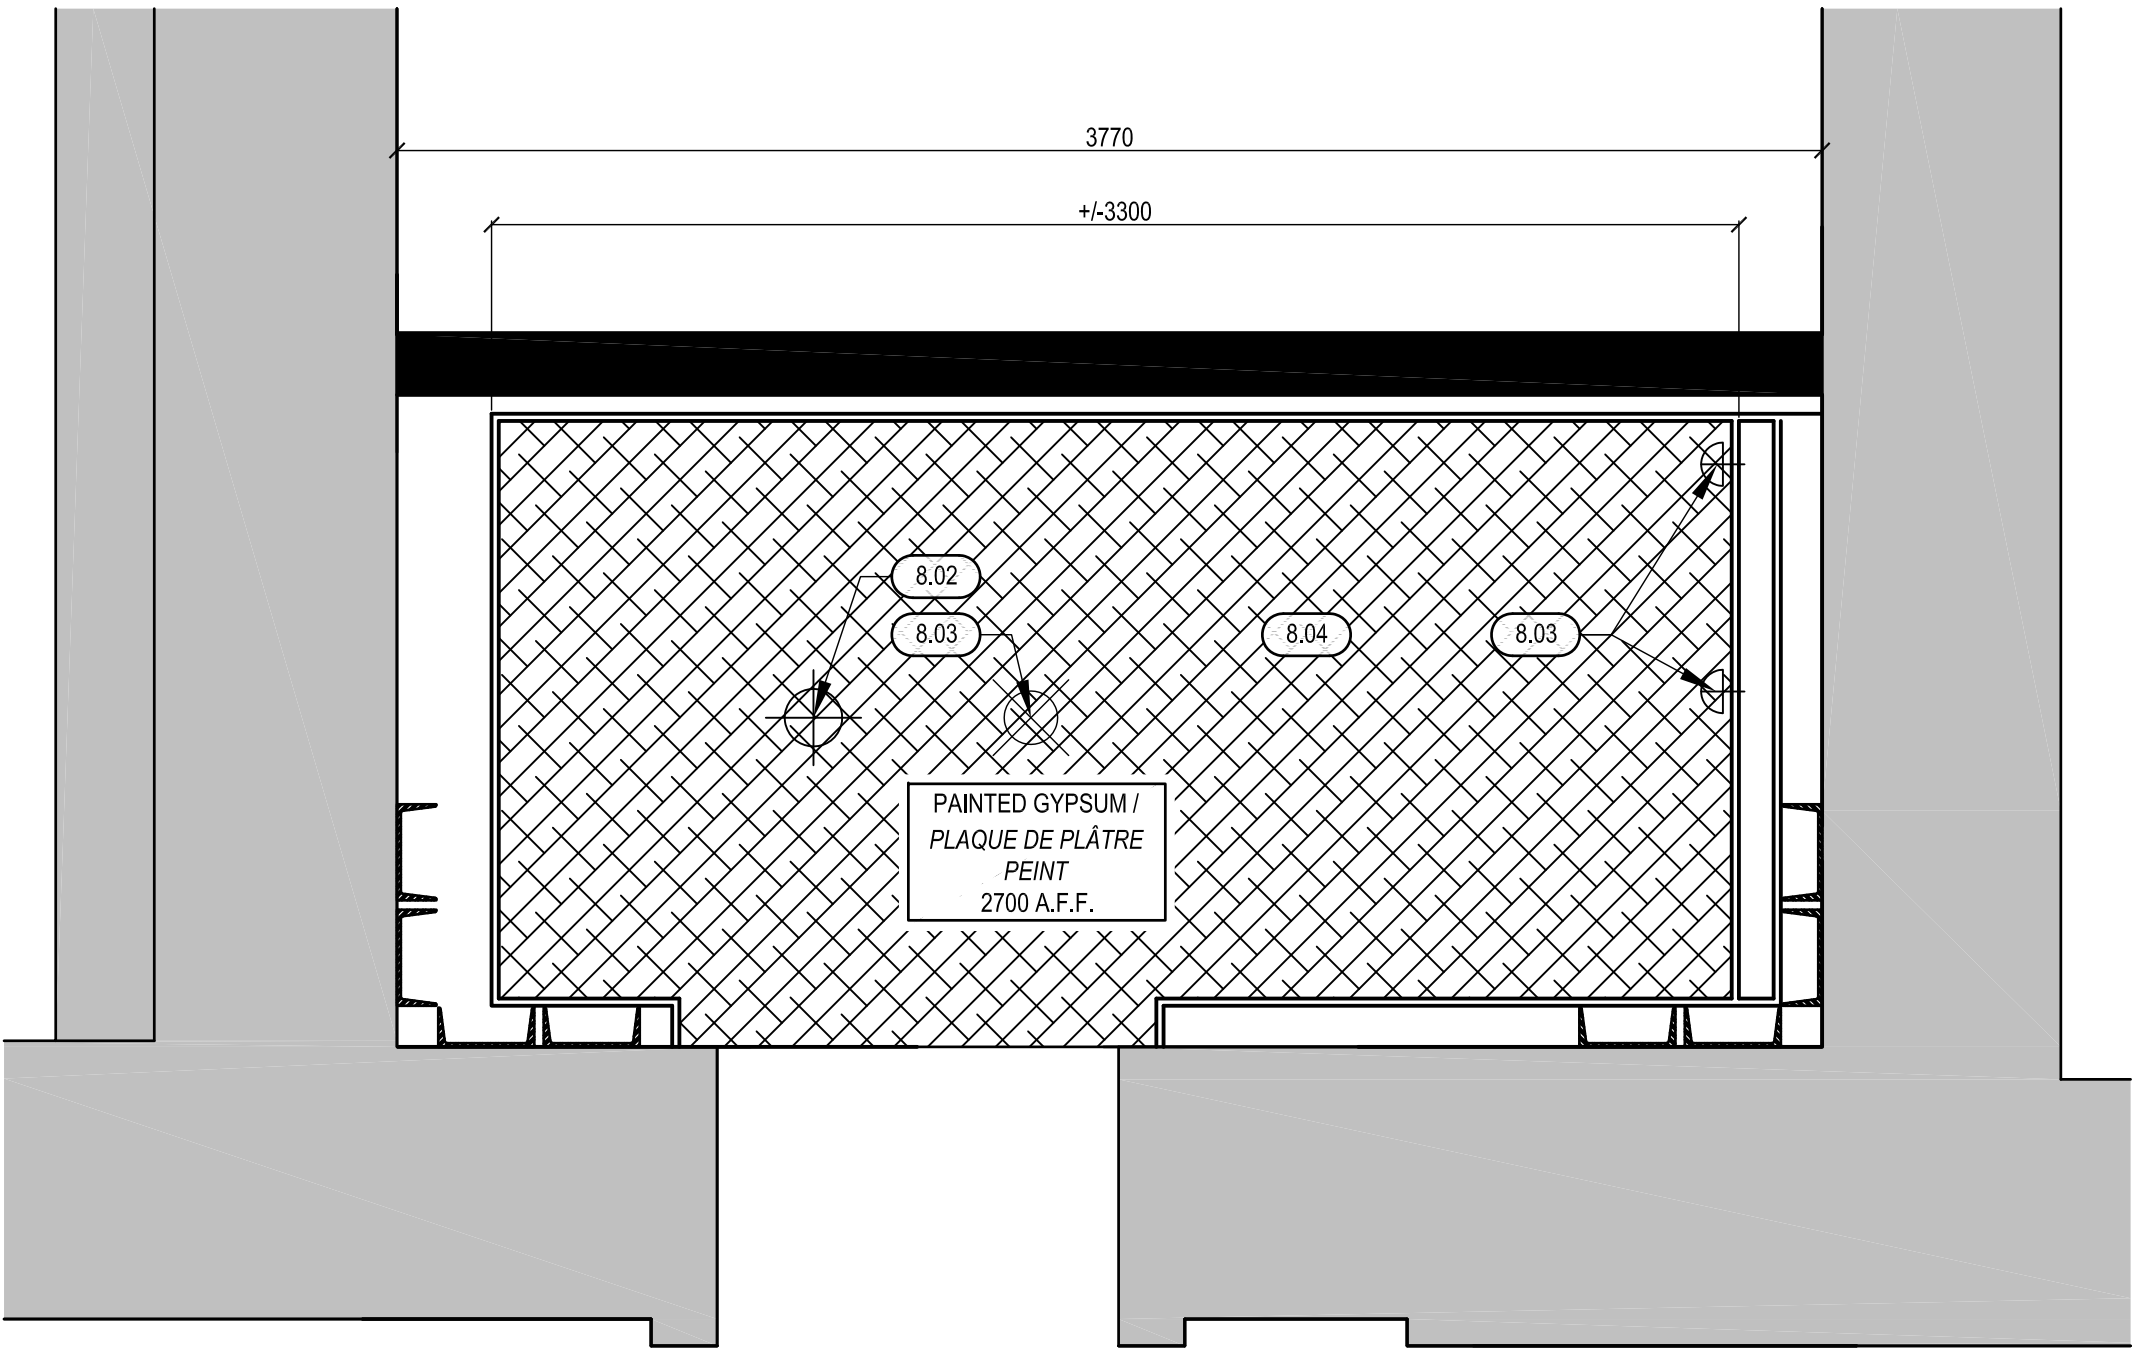 3770
+/-3300
8.02
8.03
8.04
8.03
PAINTED GYPSUM /
PLAQUE DE PLÂTRE
PEINT
2700 A.F.F.